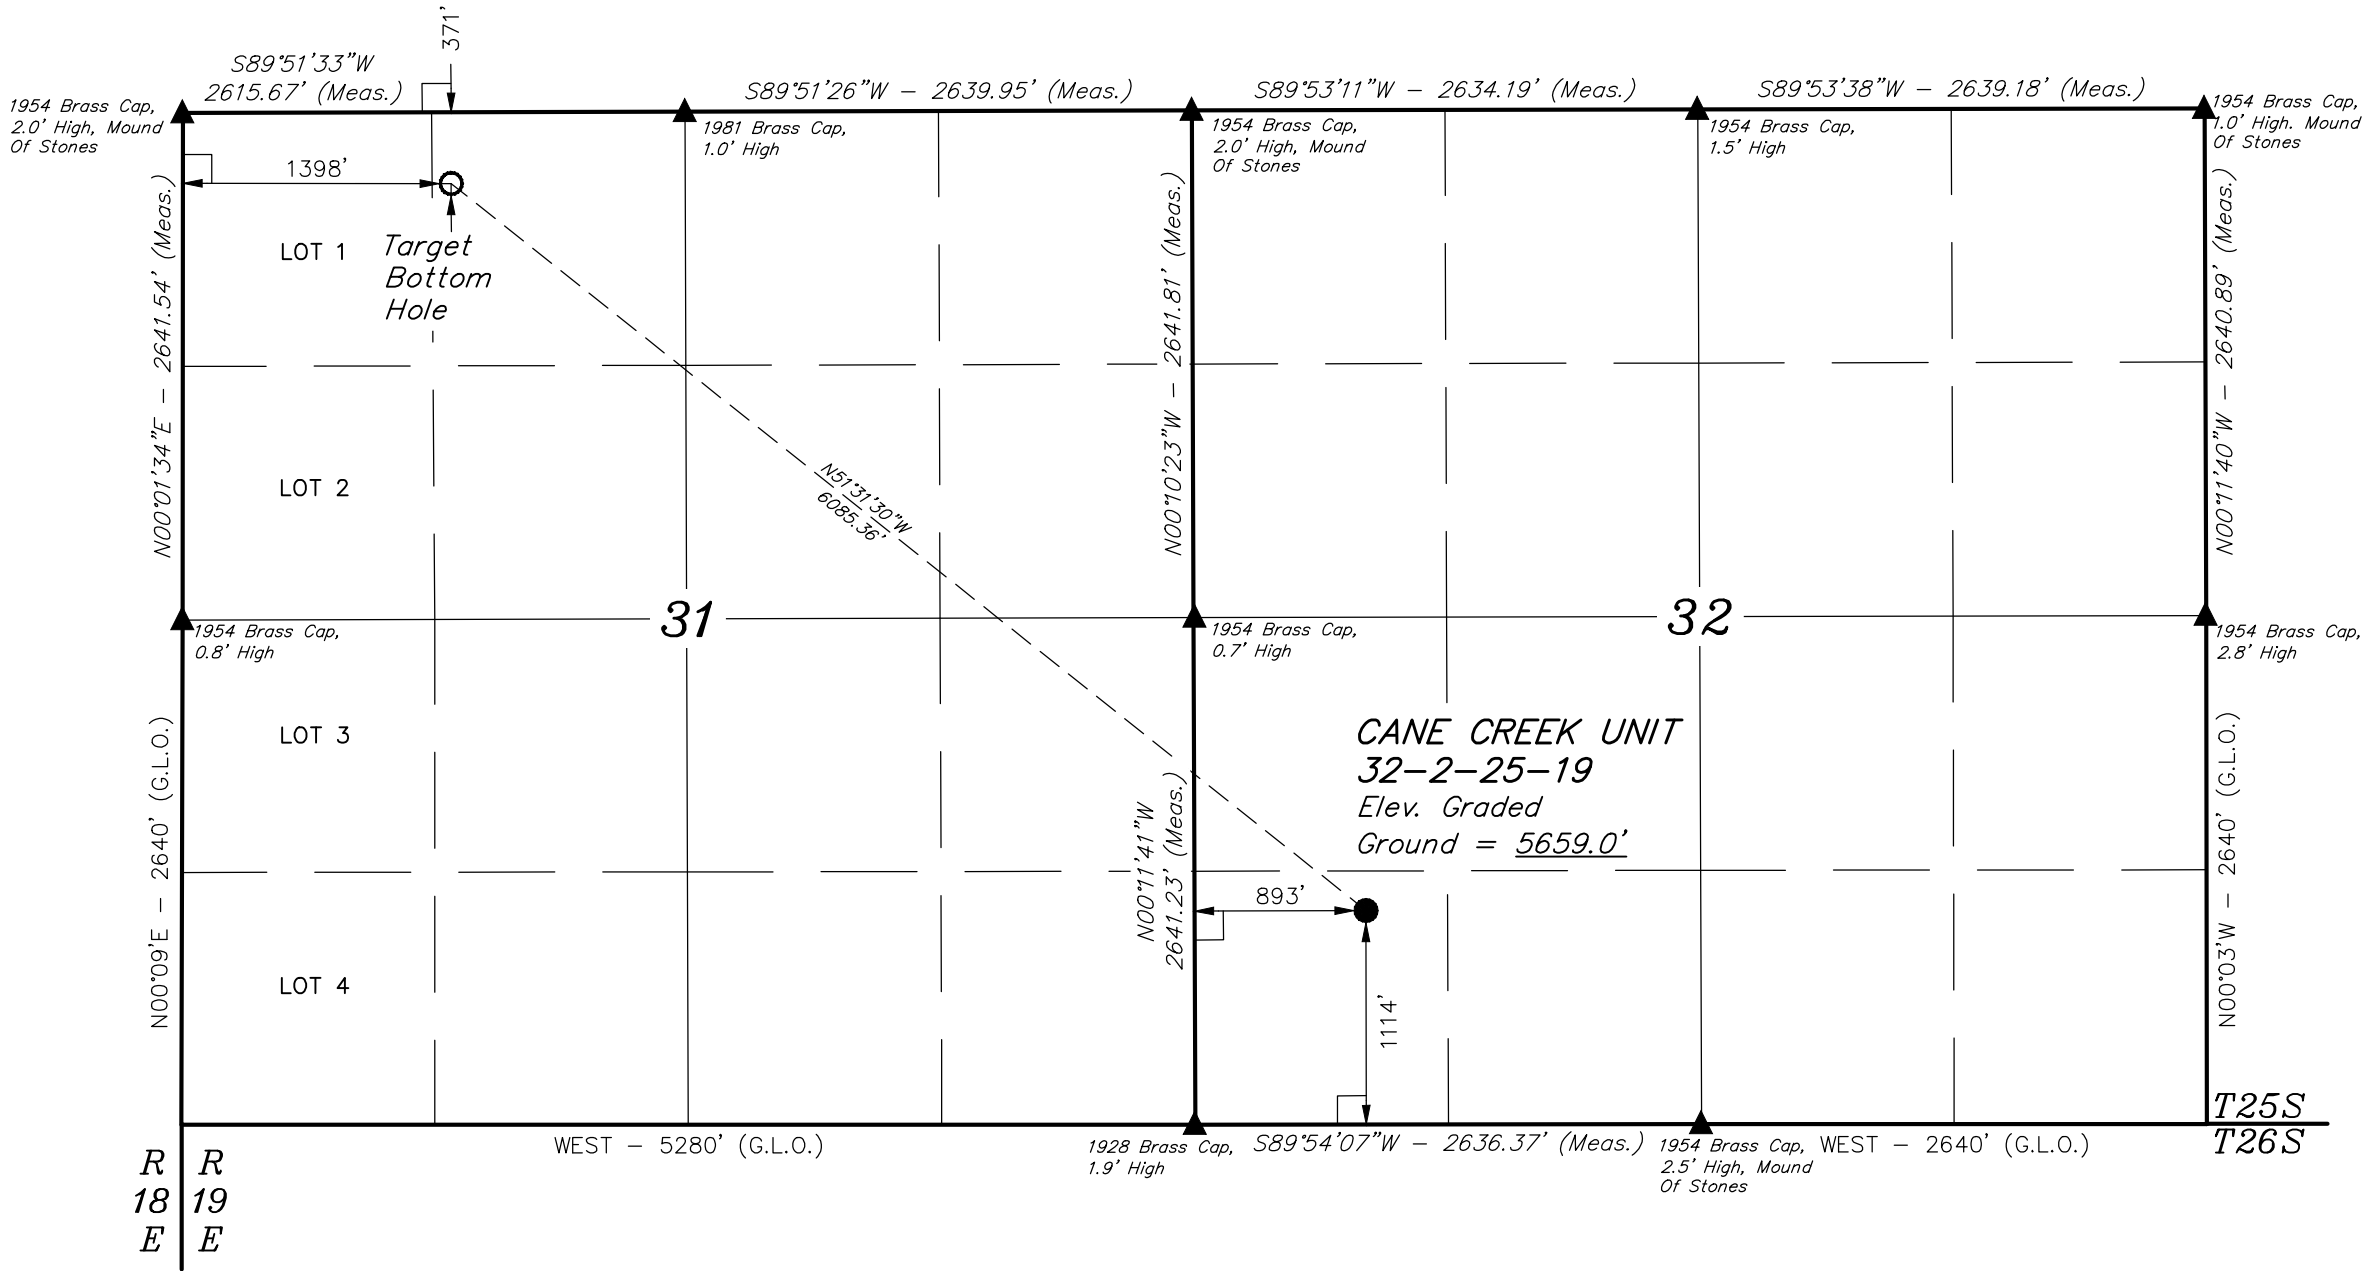 371'
S89°51'33"W
2615.67' (Meas.)
S89°51'26"W – 2639.95' (Meas.)
S89°53'11"W – 2634.19' (Meas.)
S89°53'38"W – 2639.18' (Meas.)
1954 Brass Cap,
2.0' High, Mound
Of Stones
1981 Brass Cap,
1.0' High
1954 Brass Cap,
2.0' High, Mound
Of Stones
1954 Brass Cap,
1.5' High
1954 Brass Cap,
1.0' High. Mound
Of Stones
1398'
N00°01'34"E – 2641.54' (Meas.)
LOT 1
Target
Bottom
Hole
N00°10'23"W – 2641.81' (Meas.)
N00°11'40"W – 2640.89' (Meas.)
LOT 2
N51°31'30"W
6085.36'
31
32
1954 Brass Cap,
0.8' High
1954 Brass Cap,
0.7' High
1954 Brass Cap,
2.8' High
LOT 3
CANE CREEK UNIT
32–2–25–19
Elev. Graded
Ground = 5659.0'
N00°09'E – 2640' (G.L.O.)
N00°11'41"W
2641.23' (Meas.)
893'
N00°03'W – 2640' (G.L.O.)
LOT 4
1114'
T25S
T26S
WEST – 5280' (G.L.O.)
1928 Brass Cap,
1.9' High
S89°54'07"W – 2636.37' (Meas.)
1954 Brass Cap,
2.5' High, Mound
Of Stones
WEST – 2640' (G.L.O.)
R R
18 19
E E